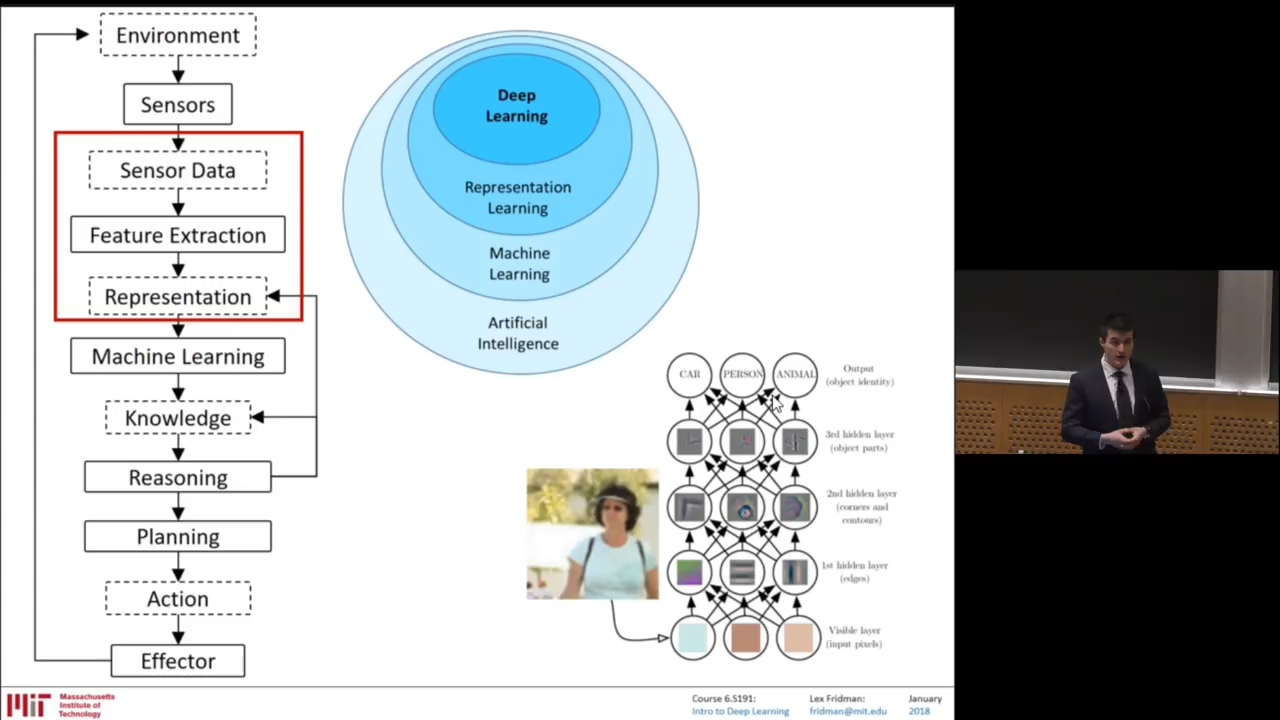 Environment
Sensors
Sensor Data
Feature Extraction
Representation
Machine Learning
Knowledge
Reasoning
Planning
Action
Effector
Deep
Learning
Representation
Learning
Machine
Learning
Artificial
Intelligence
CAR
PERSON
ANIMAL
Output
(object identity)
3rd hidden layer
(object parts)
2nd hidden layer
(corners and
contours)
1st hidden layer
(edges)
Visible layer
(input pixels)
MIT
Massachusetts
Institute of
Technology
Course 6.S191:
Intro to Deep Learning
Lex Fridman:
fridman@mit.edu
January
2018